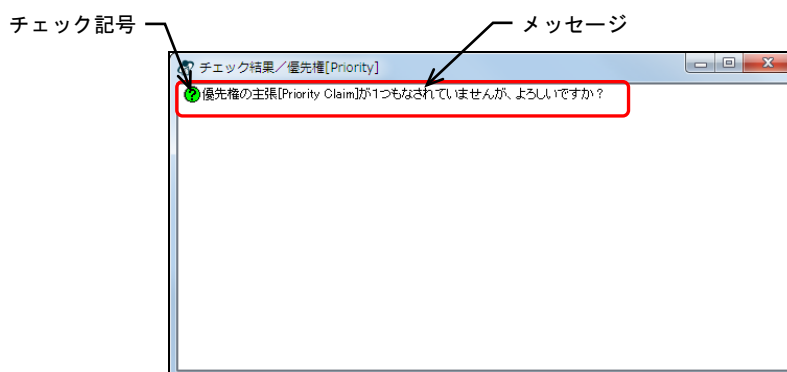 チェック記号
メッセージ
チェック結果／優先権[Priority]
優先権の主張[Priority Claim]が1つもなされていませんが、よろしいですか？